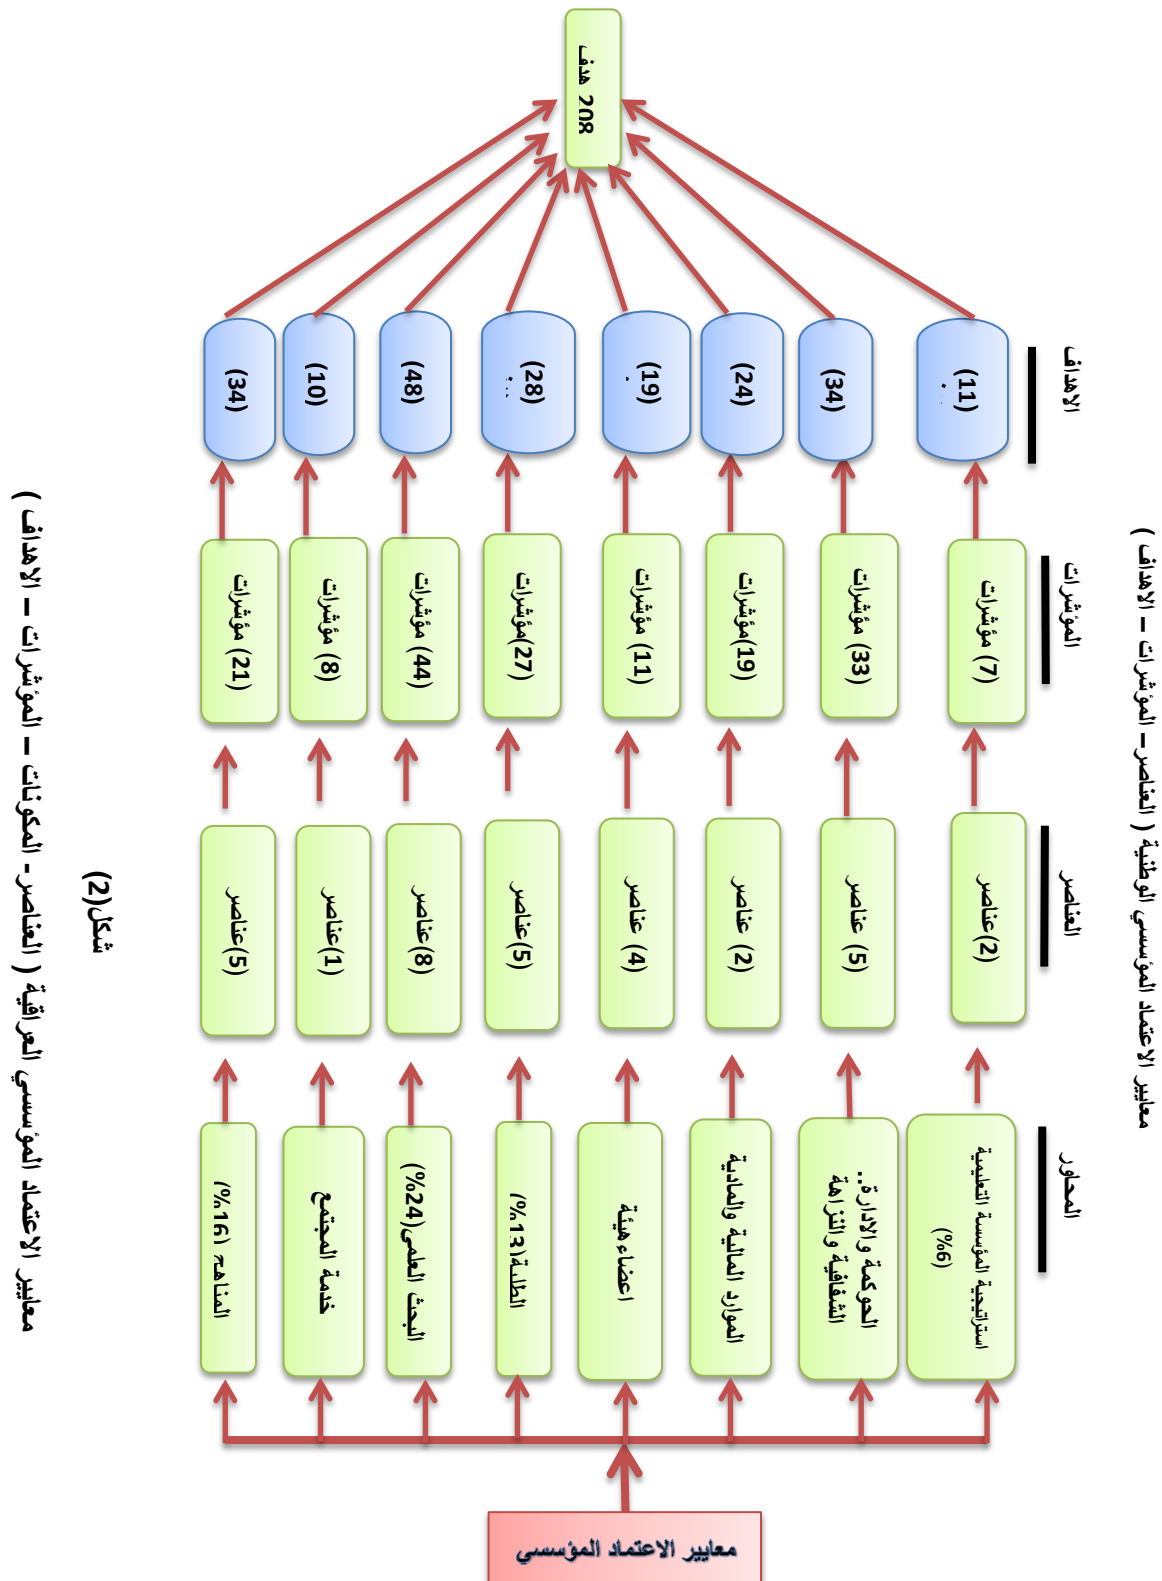 معايير الاعتماد المؤسسي الوطنية ( العناصر – المؤشرات – الاهداف )
المحاور
العناصر
المؤشرات
الاهداف
استراتيجية المؤسسة التعليمية
(%6)
(2)عناصر
(7) مؤشرات
(11)
الحوكمة والادارة..
الشفافية والنزاهة
(5) عناصر
(33) مؤشرات
(34)
الموارد المالية والمادية
(2) عناصر
(19)مؤشرات
(24)
اعضاء هيئة
(4) عناصر
(11) مؤشرات
(19)
الطلبة(13%)
(5)عناصر
(27)مؤشرات
(28)
البحث العلمي(24%)
(8)عناصر
(44) مؤشرات
(48)
خدمة المجتمع
(1)عناصر
(8) مؤشرات
(10)
المناهج (16%)
(5)عناصر
(21) مؤشرات
(34)
معايير الاعتماد المؤسسي
208 هدف
شكل(2)
معايير الاعتماد المؤسسي العراقية ( العناصر- المكونات – المؤشرات – الاهداف )